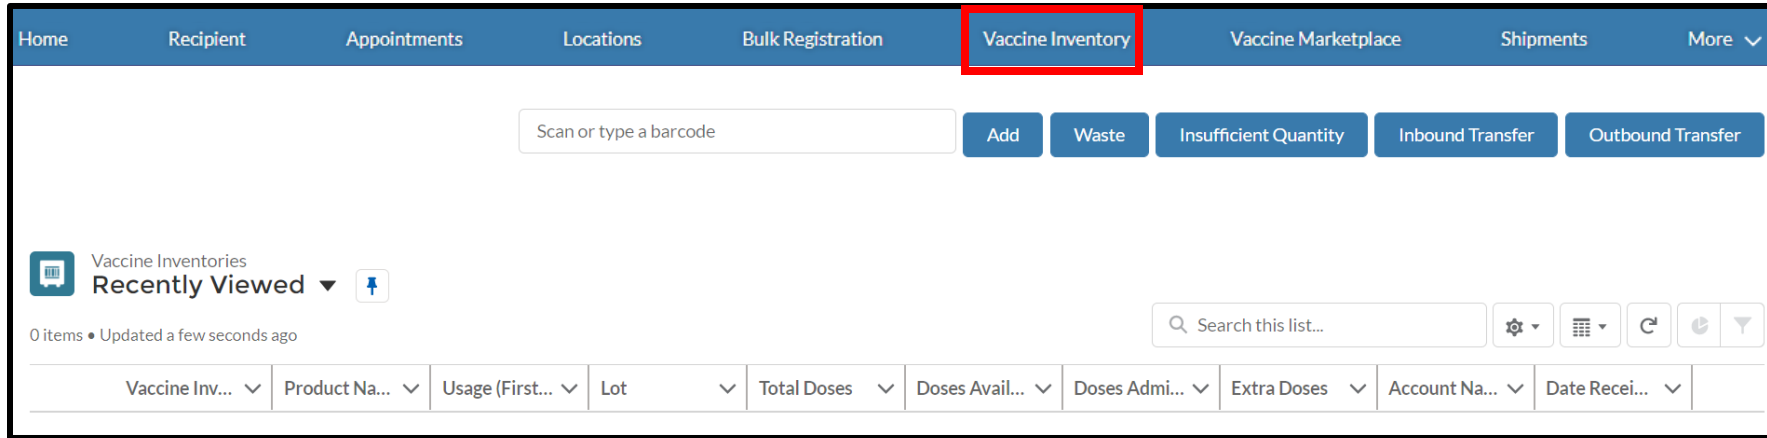 Home Recipient Appointments Locations Bulk Registration Vaccine Inventory Vaccine Marketplace Shipments More
Scan or type a barcode Add Waste Insufficient Quantity Inbound Transfer Outbound Transfer
Vaccine Inventories
Recently Viewed
0 items • Updated a few seconds ago
Search this list...
Vaccine Inv... Product Na... Usage (First... Lot Total Doses Doses Avail... Doses Admi... Extra Doses Account Na... Date Recei...